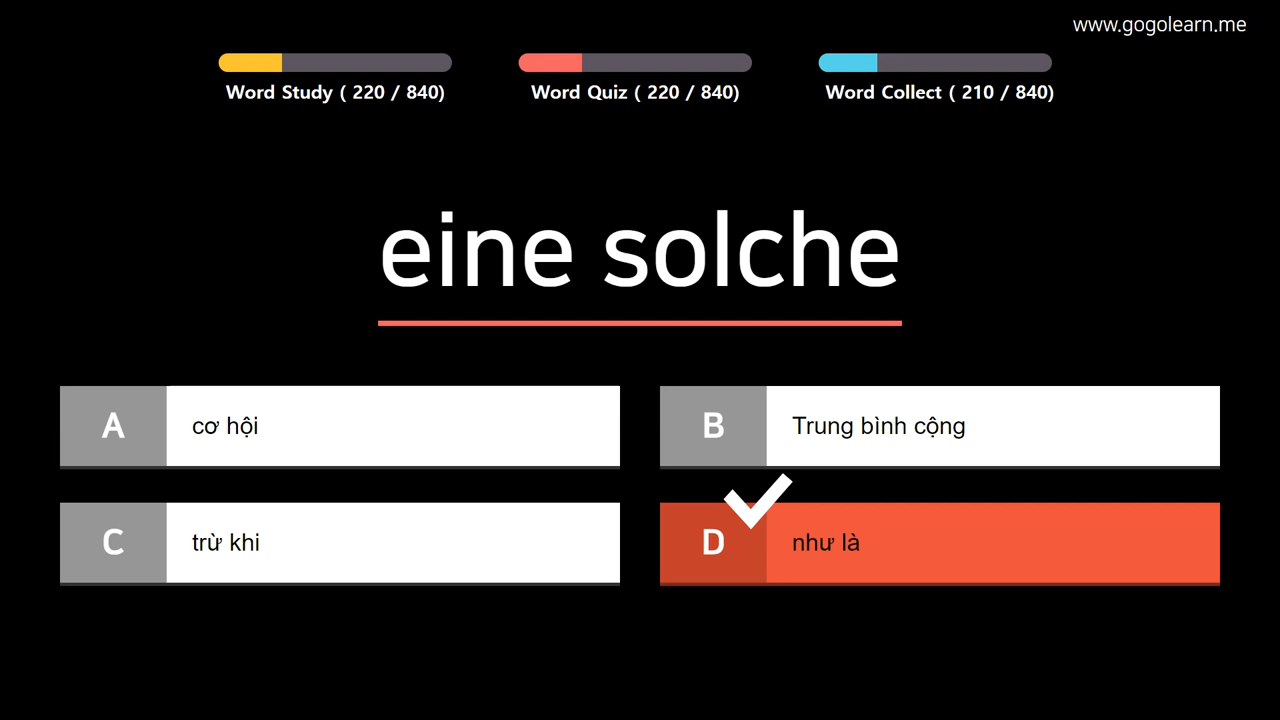 www.gogolearn.me
Word Study ( 220 / 840)
Word Quiz ( 220 / 840)
Word Collect ( 210 / 840)
eine solche
A
cơ hội
B
Trung bình cộng
C
trừ khi
D
như là